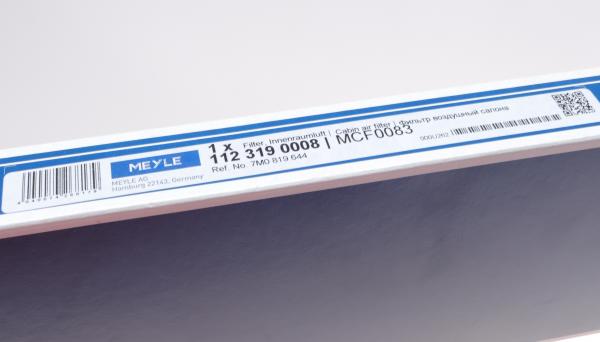 MEYLE
MEYLE AG
Hamburg 22143, Germany
1 x Filter, Innenraumluft | Cabin air filter | фильтр воздушный салона
112 319 0008 | MCF0083
Ref. No. 7M0 819 644